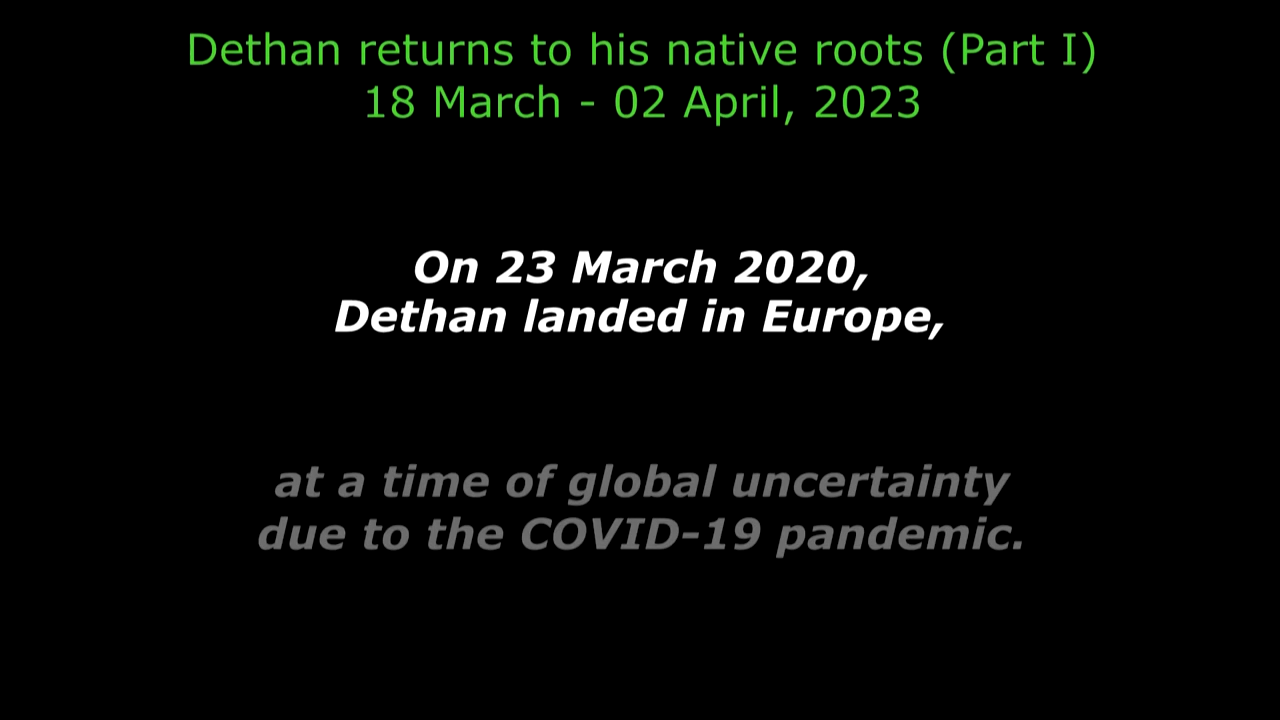 Dethan returns to his native roots (Part I)
18 March - 02 April, 2023
On 23 March 2020,
Dethan landed in Europe,
at a time of global uncertainty
due to the COVID-19 pandemic.